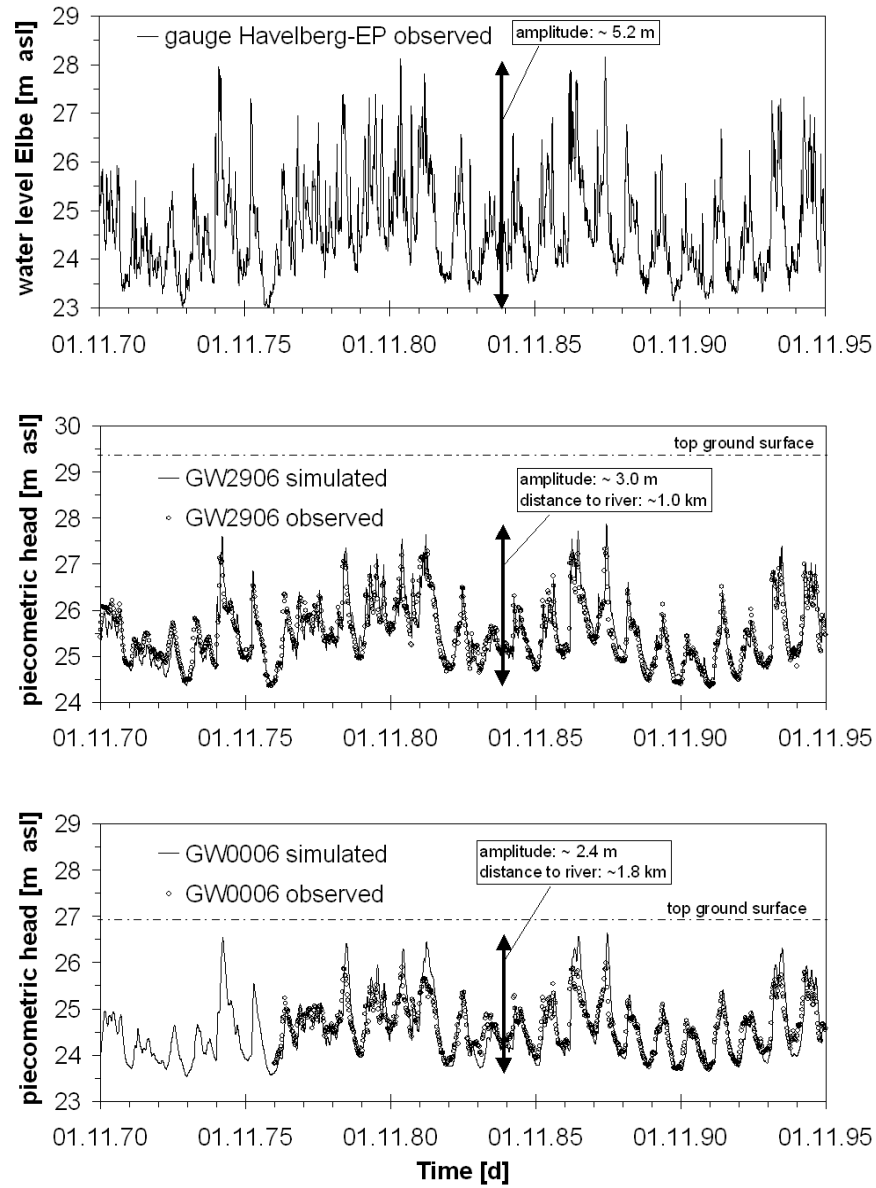 29
28
27
26
25
24
23
water level Elbe [m asl]
gauge Havelberg-EP observed
amplitude: ~ 5.2 m
01.11.70 01.11.75 01.11.80 01.11.85 01.11.90 01.11.95
30
29
28
27
26
25
24
piecometric head [m asl]
top ground surface
GW2906 simulated
GW2906 observed
amplitude: ~ 3.0 m
distance to river: ~1.0 km
01.11.70 01.11.75 01.11.80 01.11.85 01.11.90 01.11.95
29
28
27
26
25
24
23
piecometric head [m asl]
GW0006 simulated
GW0006 observed
amplitude: ~ 2.4 m
distance to river: ~1.8 km
top ground surface
01.11.70 01.11.75 01.11.80 01.11.85 01.11.90 01.11.95
Time [d]